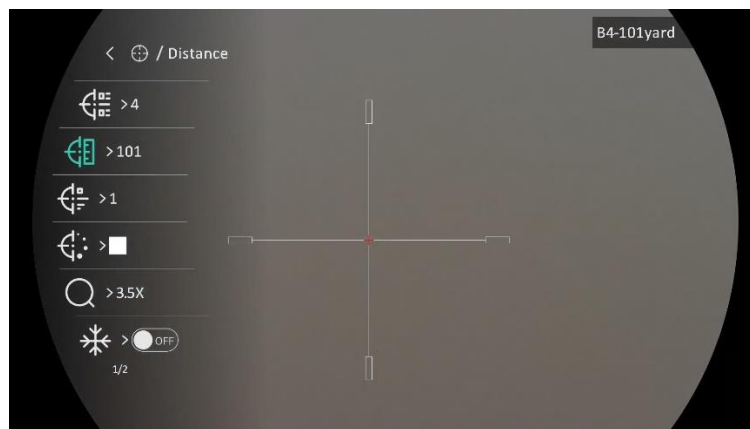 B4-101yard
< / Distance
>4
>101
>1
>
>3.5X
> OFF
1/2